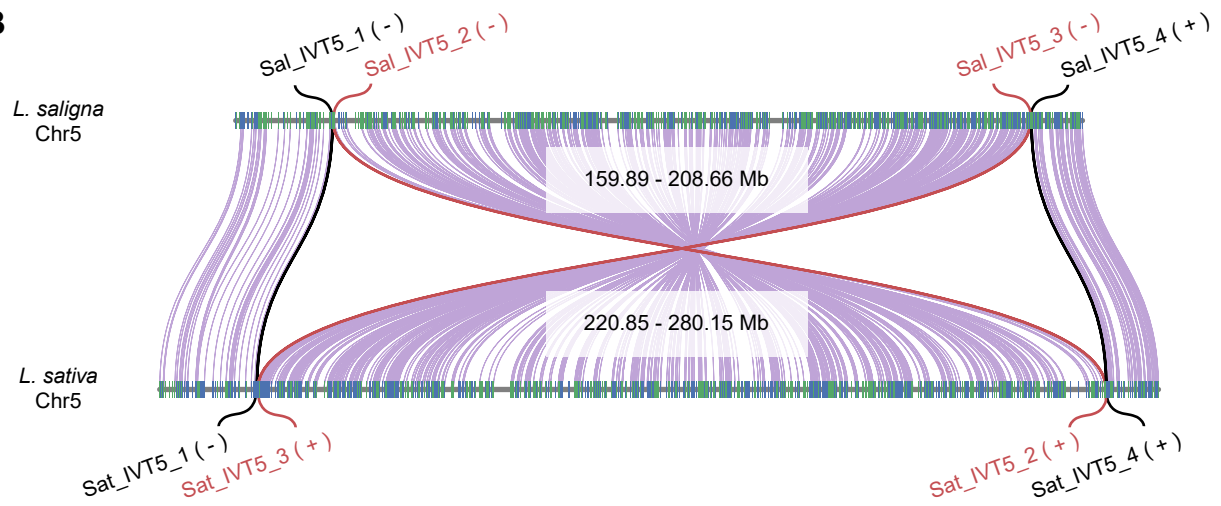 B
Sal_IVT5_1 ( - )
Sal_IVT5_2 ( - )
Sal_IVT5_3 ( - )
Sal_IVT5_4 ( + )
L. saligna
Chr5
159.89 - 208.66 Mb
220.85 - 280.15 Mb
L. sativa
Chr5
Sat_IVT5_1 ( - )
Sat_IVT5_3 ( + )
Sat_IVT5_2 ( + )
Sat_IVT5_4 ( + )